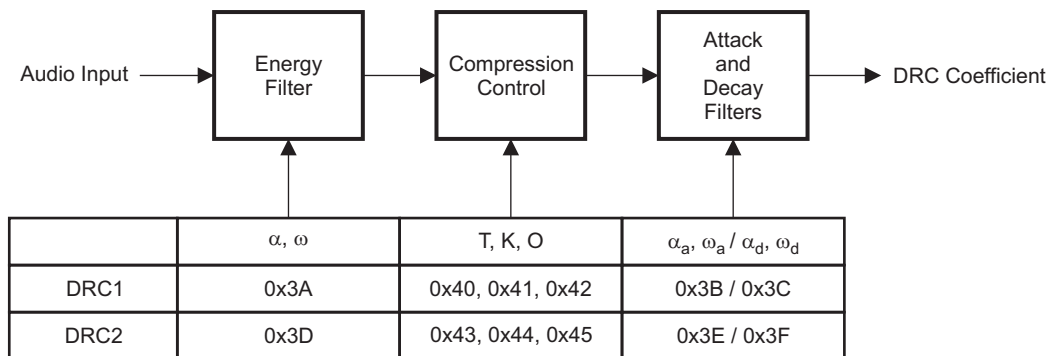 Audio Input
Energy
Filter
Compression
Control
Attack
and
Decay
Filters
DRC Coefficient
α, ω
T, K, O
αa, ωa / αd, ωd
DRC1
0x3A
0x40, 0x41, 0x42
0x3B / 0x3C
DRC2
0x3D
0x43, 0x44, 0x45
0x3E / 0x3F